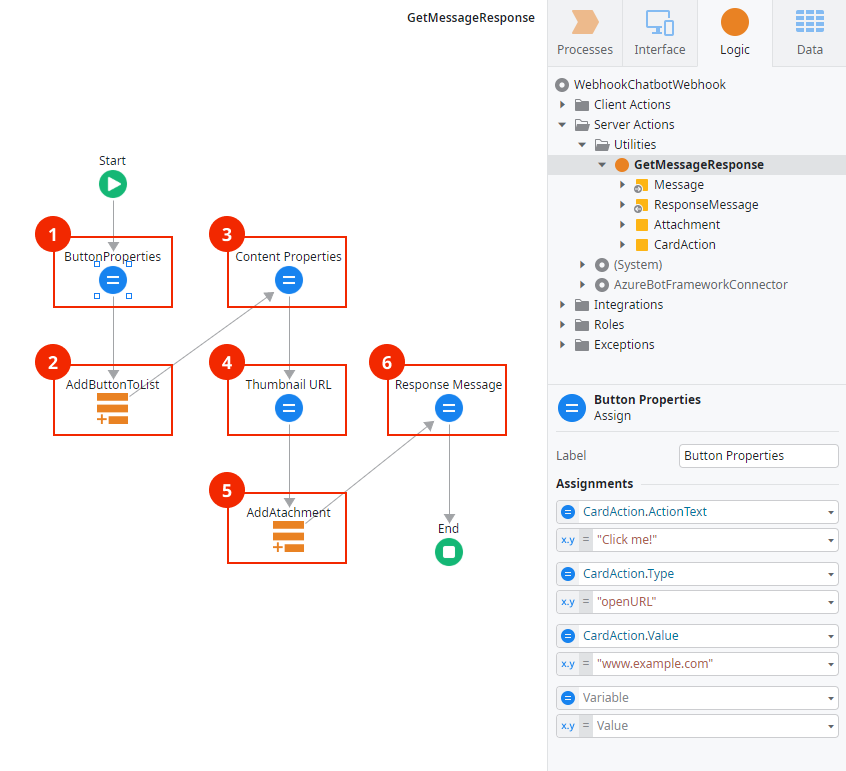 GetMessageResponse
Start
1
ButtonProperties
2
AddButtonToList
3
Content Properties
4
Thumbnail URL
5
AddAtachment
6
Response Message
End
Processes
Interface
Logic
Data
WebhookChatbotWebhook
Client Actions
Server Actions
Utilities
GetMessageResponse
Message
ResponseMessage
Attachment
CardAction
(System)
AzureBotFrameworkConnector
Integrations
Roles
Exceptions
Button Properties
Assign
Label
Button Properties
Assignments
CardAction.ActionText
x.y = "Click me!"
CardAction.Type
x.y = "openURL"
CardAction.Value
x.y = "www.example.com"
Variable
x.y = Value